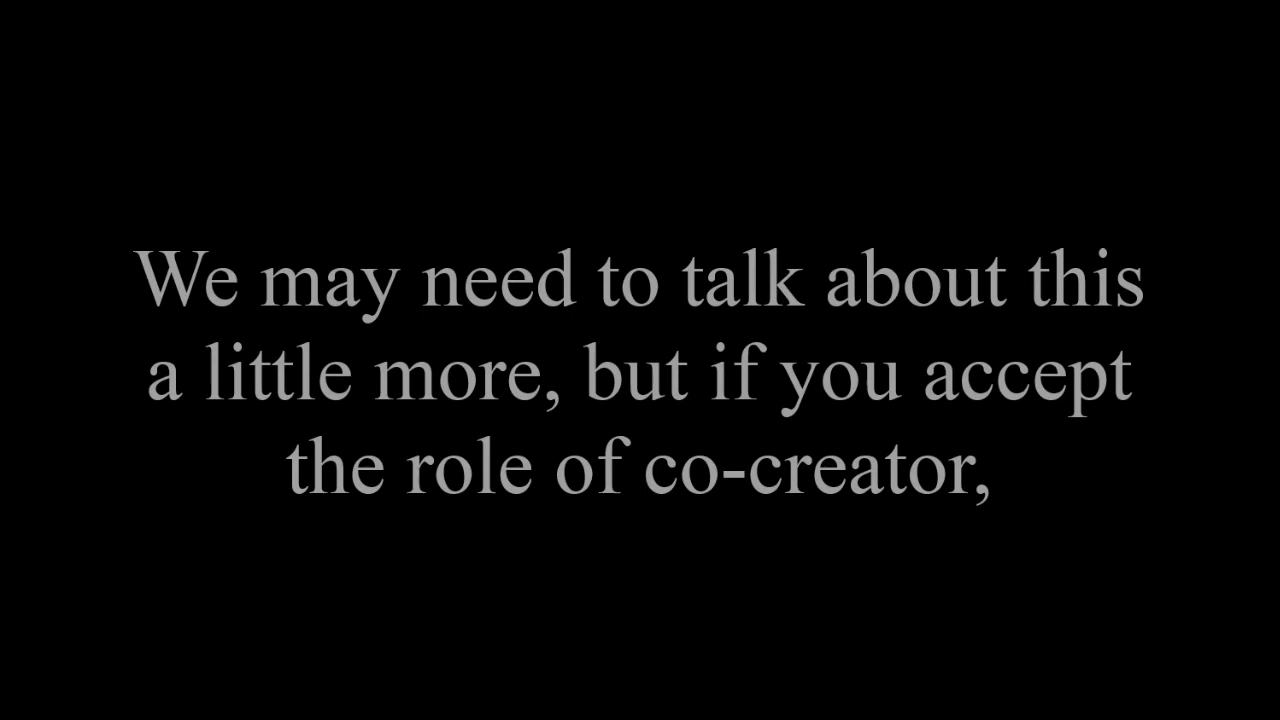 We may need to talk about this
a little more, but if you accept
the role of co-creator,